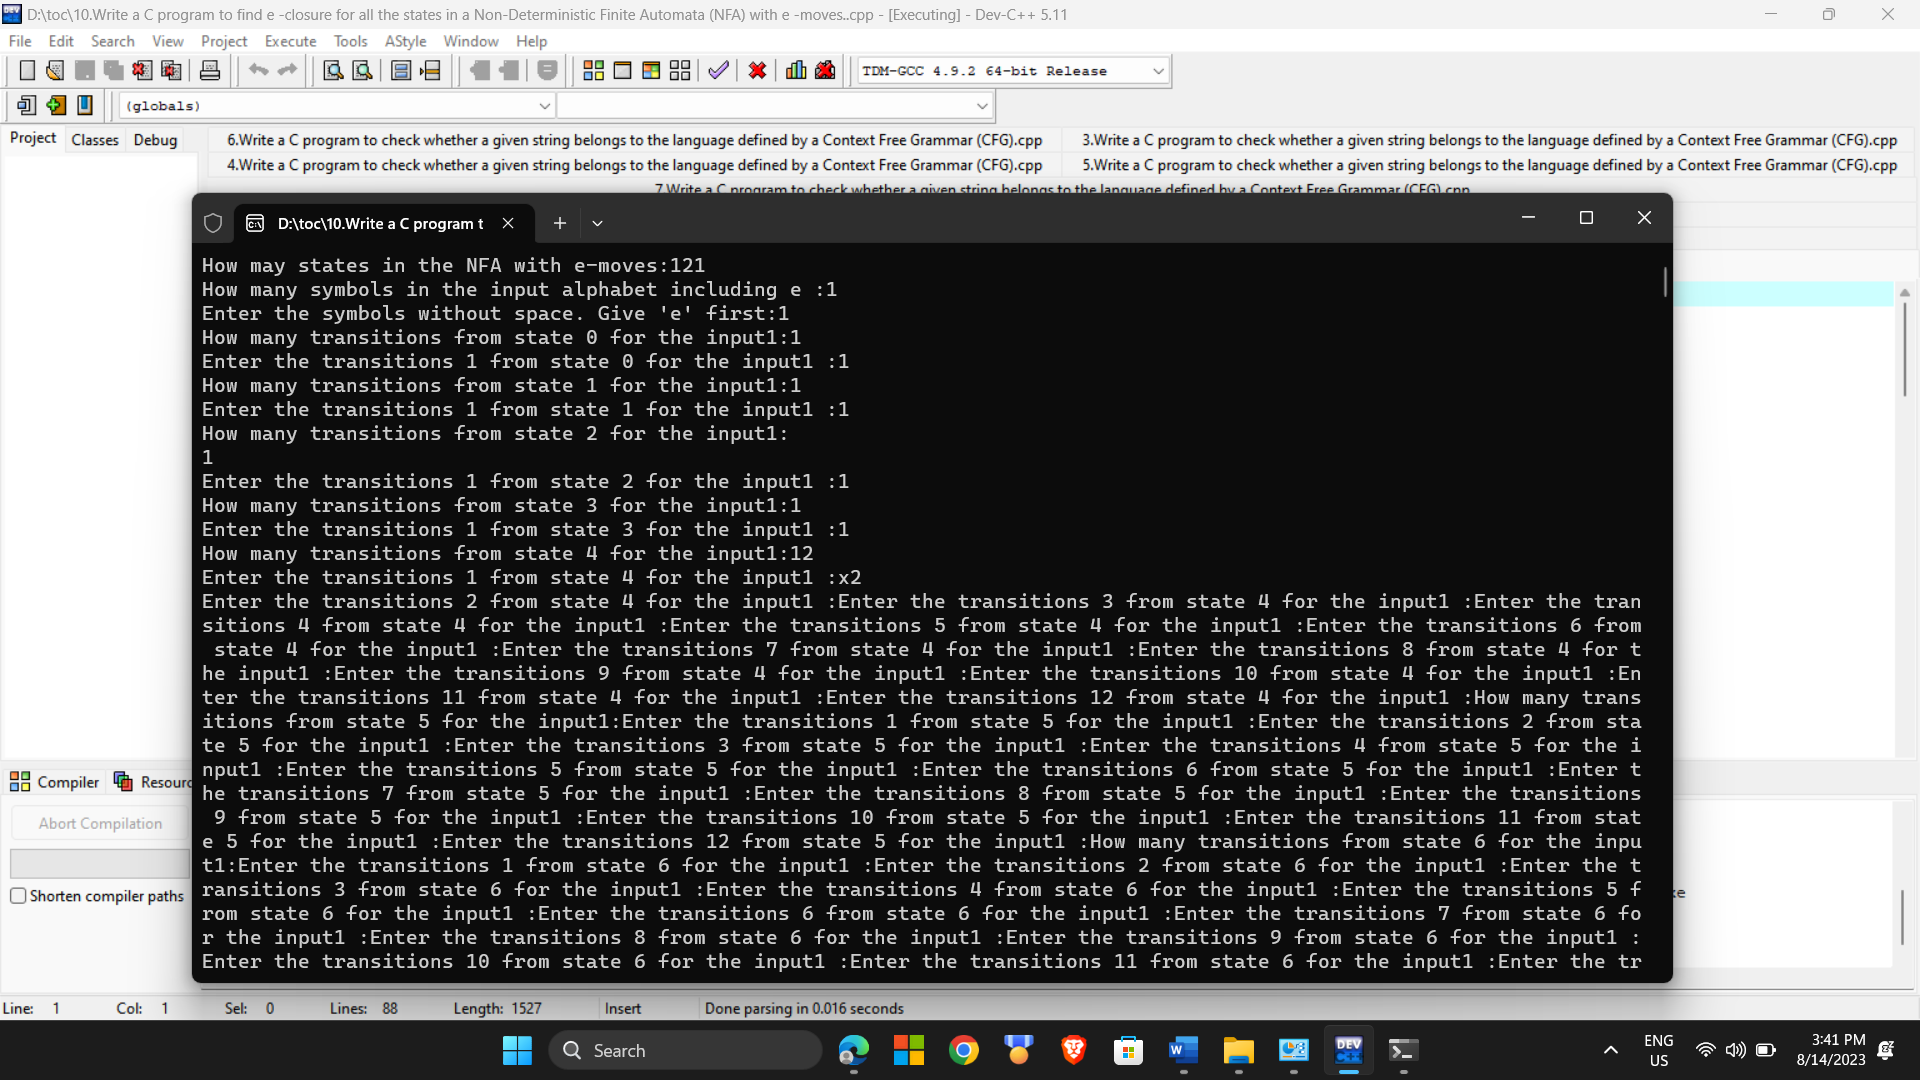 D:\toc\10.Write a C program to find e -closure for all the states in a Non-Deterministic Finite Automata (NFA) with e -moves..cpp - [Executing] - Dev-C++ 5.11
File Edit Search View Project Execute Tools AStyle Window Help
TDM-GCC 4.9.2 64-bit Release
(globals)
Project Classes Debug
6.Write a C program to check whether a given string belongs to the language defined by a Context Free Grammar (CFG).cpp 3.Write a C program to check whether a given string belongs to the language defined by a Context Free Grammar (CFG).cpp
4.Write a C program to check whether a given string belongs to the language defined by a Context Free Grammar (CFG).cpp 5.Write a C program to check whether a given string belongs to the language defined by a Context Free Grammar (CFG).cpp
7.Write a C program to check whether a given string belongs to the language defined by a Context Free Grammar (CFG).cpp
D:\toc\10.Write a C program t
How may states in the NFA with e-moves:121
How many symbols in the input alphabet including e :1
Enter the symbols without space. Give 'e' first:1
How many transitions from state 0 for the input1:1
Enter the transitions 1 from state 0 for the input1 :1
How many transitions from state 1 for the input1:1
Enter the transitions 1 from state 1 for the input1 :1
How many transitions from state 2 for the input1:
1
Enter the transitions 1 from state 2 for the input1 :1
How many transitions from state 3 for the input1:1
Enter the transitions 1 from state 3 for the input1 :1
How many transitions from state 4 for the input1:12
Enter the transitions 1 from state 4 for the input1 :x2
Enter the transitions 2 from state 4 for the input1 :Enter the transitions 3 from state 4 for the input1 :Enter the tran
sitions 4 from state 4 for the input1 :Enter the transitions 5 from state 4 for the input1 :Enter the transitions 6 from
 state 4 for the input1 :Enter the transitions 7 from state 4 for the input1 :Enter the transitions 8 from state 4 for t
he input1 :Enter the transitions 9 from state 4 for the input1 :Enter the transitions 10 from state 4 for the input1 :En
ter the transitions 11 from state 4 for the input1 :Enter the transitions 12 from state 4 for the input1 :How many trans
itions from state 5 for the input1:Enter the transitions 1 from state 5 for the input1 :Enter the transitions 2 from sta
te 5 for the input1 :Enter the transitions 3 from state 5 for the input1 :Enter the transitions 4 from state 5 for the i
nput1 :Enter the transitions 5 from state 5 for the input1 :Enter the transitions 6 from state 5 for the input1 :Enter t
he transitions 7 from state 5 for the input1 :Enter the transitions 8 from state 5 for the input1 :Enter the transitions
 9 from state 5 for the input1 :Enter the transitions 10 from state 5 for the input1 :Enter the transitions 11 from stat
e 5 for the input1 :Enter the transitions 12 from state 5 for the input1 :How many transitions from state 6 for the inpu
t1:Enter the transitions 1 from state 6 for the input1 :Enter the transitions 2 from state 6 for the input1 :Enter the t
ransitions 3 from state 6 for the input1 :Enter the transitions 4 from state 6 for the input1 :Enter the transitions 5 f
rom state 6 for the input1 :Enter the transitions 6 from state 6 for the input1 :Enter the transitions 7 from state 6 fo
r the input1 :Enter the transitions 8 from state 6 for the input1 :Enter the transitions 9 from state 6 for the input1 :
Enter the transitions 10 from state 6 for the input1 :Enter the transitions 11 from state 6 for the input1 :Enter the tr
Compiler Resourc
Abort Compilation
Shorten compiler paths
Line: 1 Col: 1 Sel: 0 Lines: 88 Length: 1527 Insert Done parsing in 0.016 seconds
Search
ENG
US
3:41 PM
8/14/2023